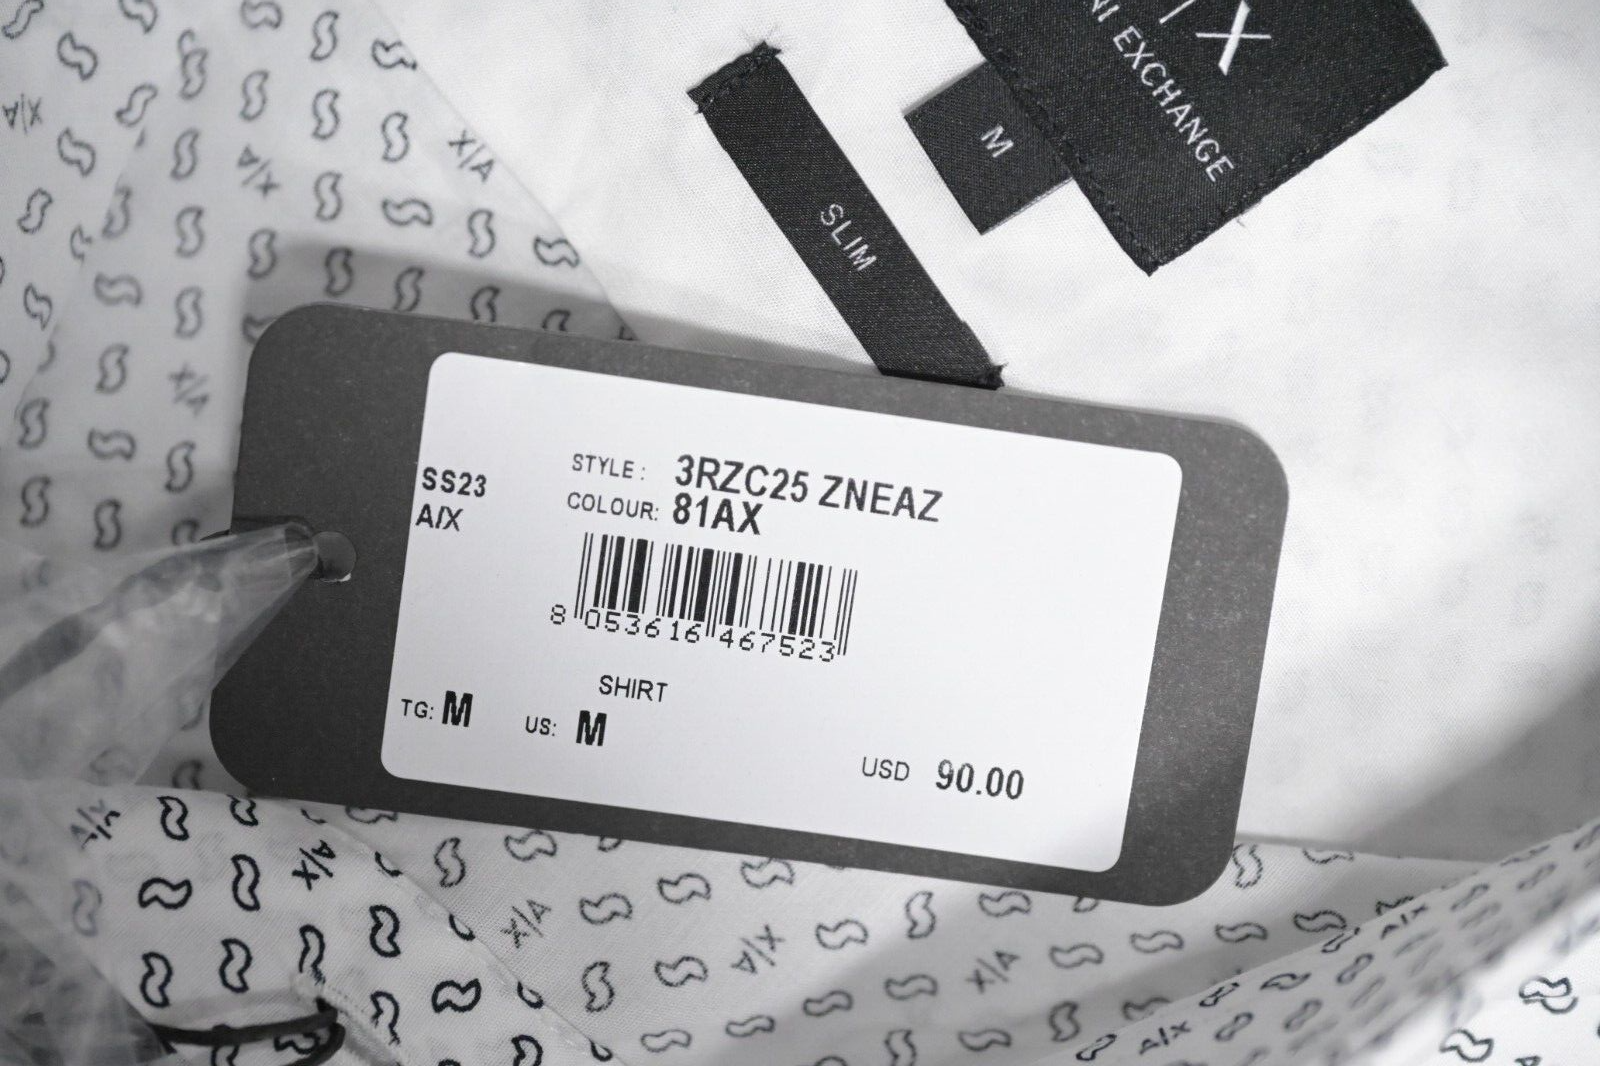 X
EXCHANGE
M
SLIM
SS23
A/X
STYLE: 3RZC25 ZNEAZ
COLOUR: 81AX
8 053616 467523
SHIRT
TG: M US: M
USD 90.00
A/X
A/X
A/X
A/X
A/X
A/X
A/X
A/X
A/X
A/X
A/X